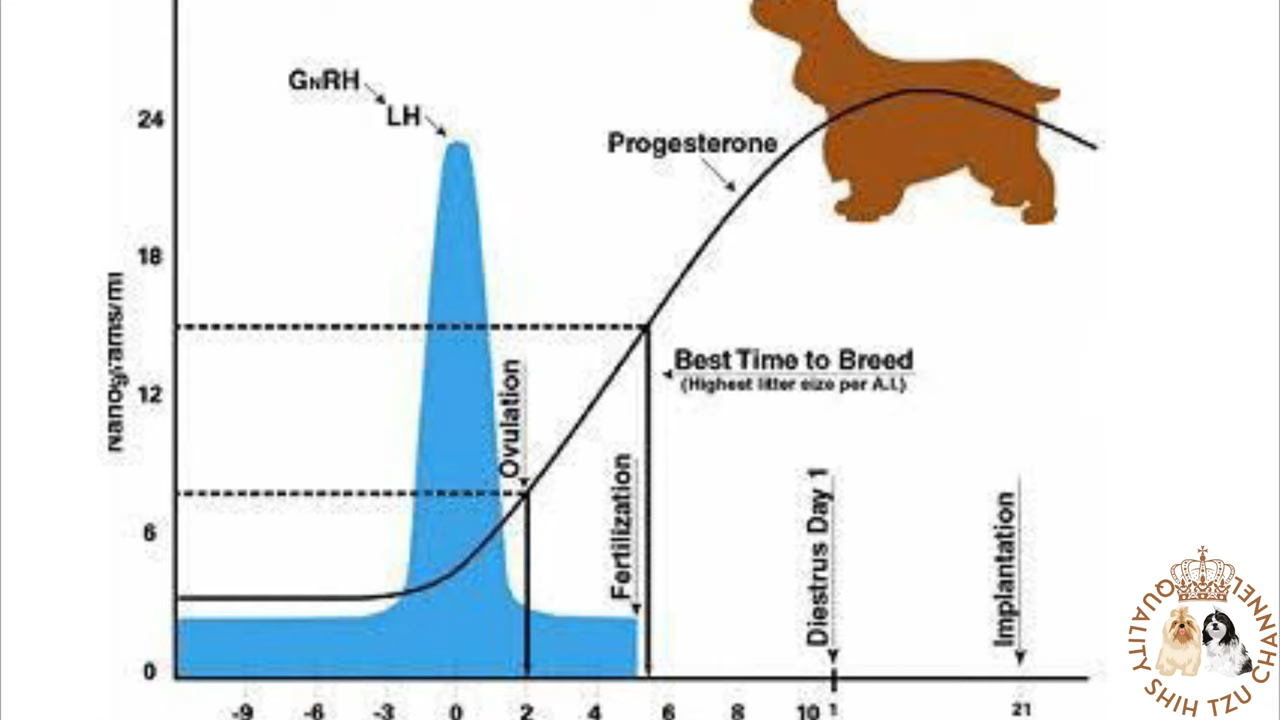 GNRH
LH
24
Progesterone
18
Nanograms/ml
Best Time to Breed
(Highest litter size per A.I.)
12
Ovulation
6
Fertilization
Diestrus Day 1
Implantation
0
-9 -6 -3 0 2 4 6 8 10 1 21
QUALITY SHIH TZU CHANNEL